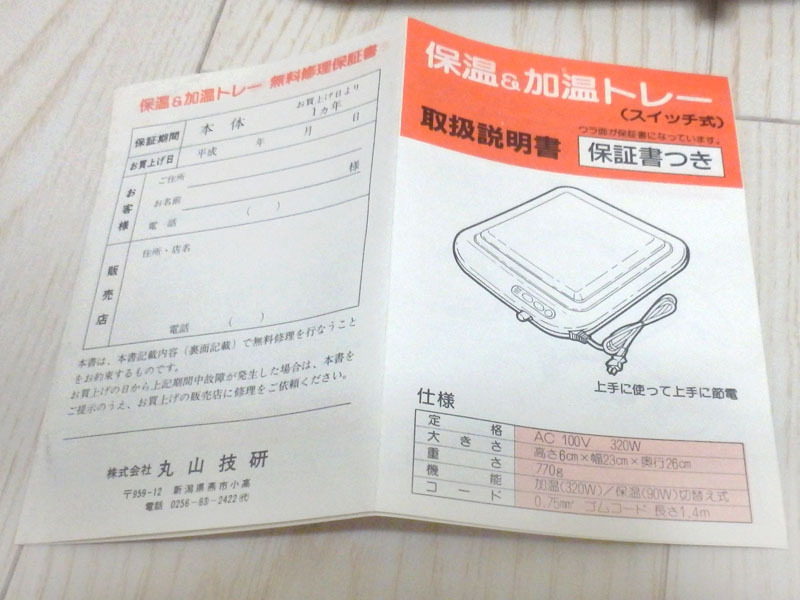 保温&加温トレー 無料修理保証書
保証期間 本体 お買上げ日より 1ヵ年
お買上げ日 平成 年 月 日
お客様
ご住所
お名前 様
電話 ( )
販売店
住所・店名
電話 ( )
本書は、本書記載内容(裏面記載)で無料修理を行なうこと
をお約束するものです。
お買上げの日から上記期間中故障が発生した場合は、本書を
ご提示のうえ、お買上げの販売店に修理をご依頼ください。
株式会社 丸山技研
〒959-12 新潟県燕市小高
電話 0256-63-2422㈹
保温&加温トレー
(スイッチ式)
取扱説明書
ウラ面が保証書になっています。
保証書つき
上手に使って上手に節電
仕様
定格 AC 100V 320W
大きさ 高さ6cm×幅23cm×奥行26cm
重さ 770g
機能 加温(320W)/保温(90W)切替え式
コード 0.75mm² ゴムコード 長さ1.4m